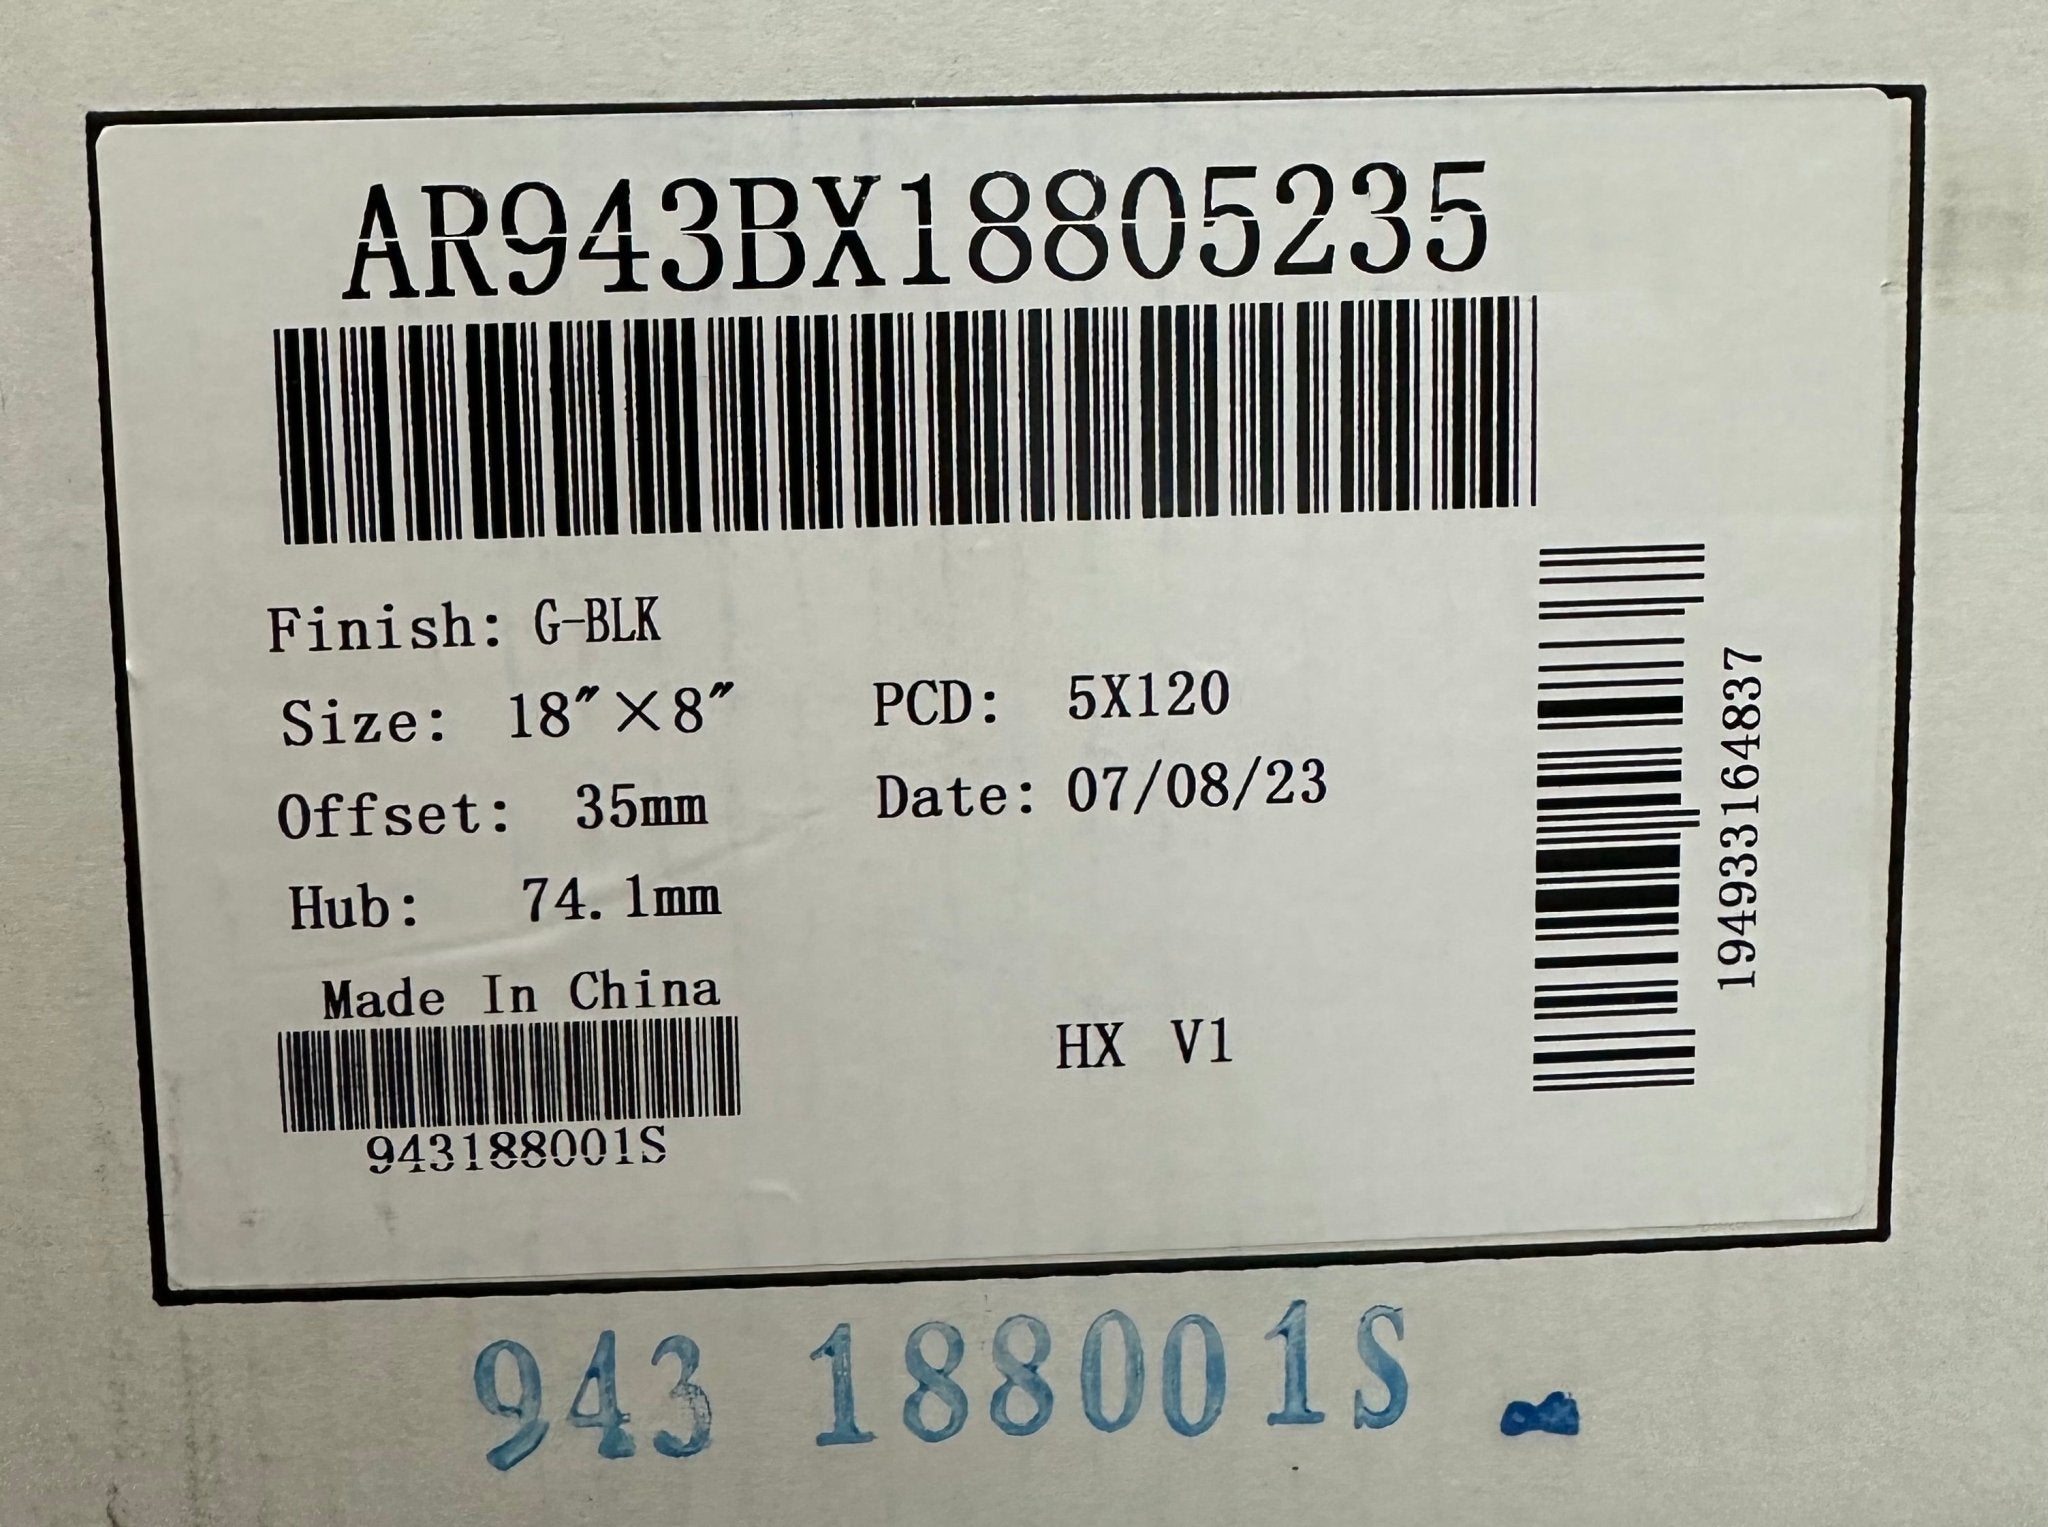 AR943BX18805235
Finish: G-BLK
Size: 18″×8″ PCD: 5X120
Offset: 35mm Date: 07/08/23
Hub: 74.1mm
Made In China
HX V1
943188001S
194933164837
943 188001S